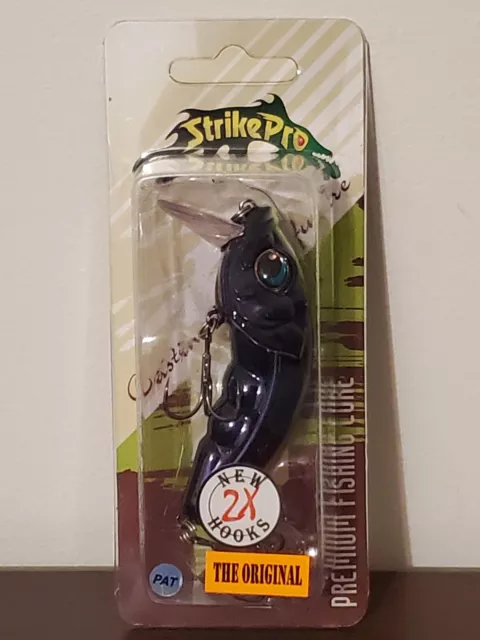 StrikePro
NEW
2X
HOOKS
THE ORIGINAL
PAT
PREMIUM FISHING LURE